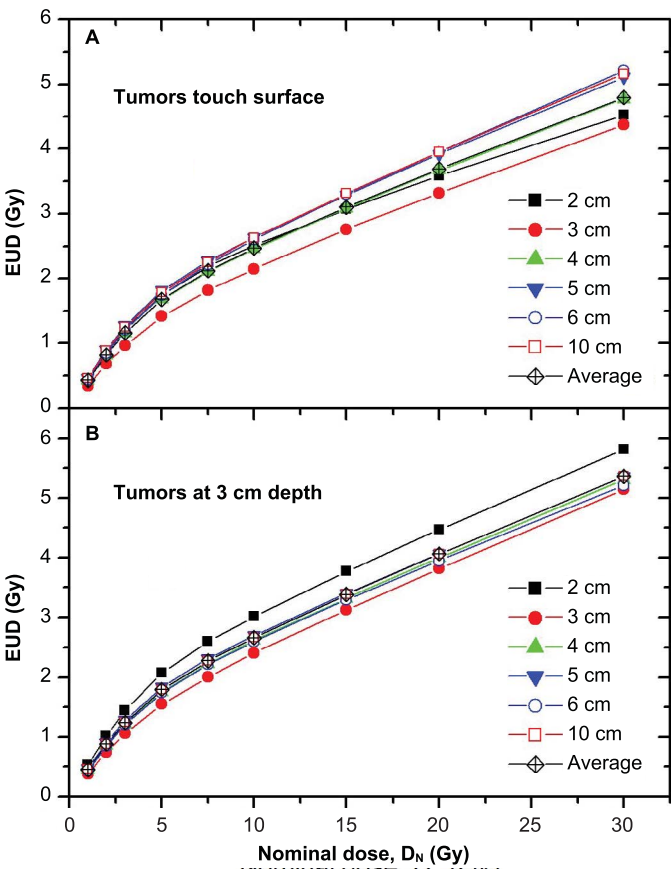 6
A
Tumors touch surface
5
4
3
2
1
0
EUD (Gy)
2 cm
3 cm
4 cm
5 cm
6 cm
10 cm
Average
6
B
Tumors at 3 cm depth
5
4
3
2
1
0
EUD (Gy)
2 cm
3 cm
4 cm
5 cm
6 cm
10 cm
Average
0 5 10 15 20 25 30
Nominal dose, D_N (Gy)